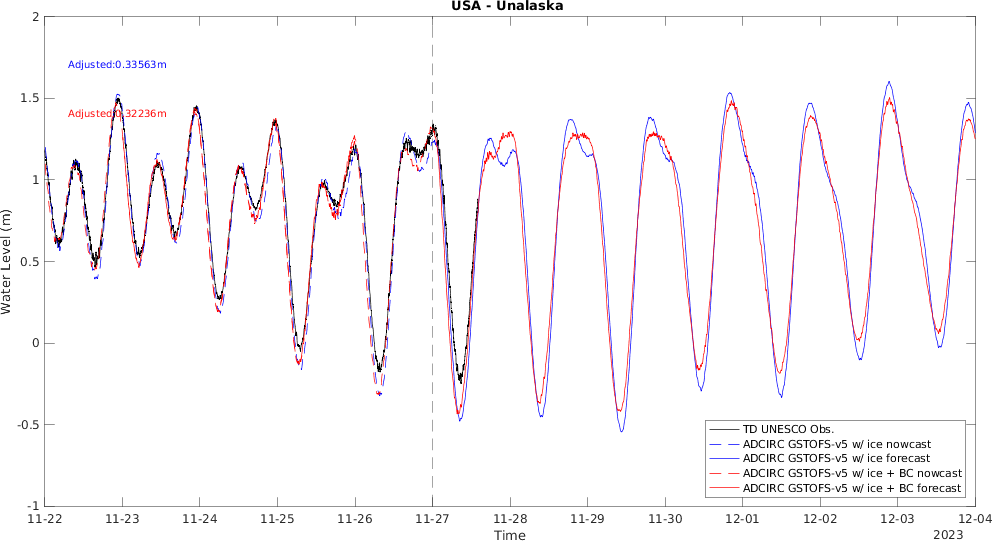 USA - Unalaska
2
1.5
1
0.5
0
-0.5
-1
Water Level (m)
Adjusted:0.33563m
Adjusted:0.32236m
TD UNESCO Obs.
ADCIRC GSTOFS-v5 w/ ice nowcast
ADCIRC GSTOFS-v5 w/ ice forecast
ADCIRC GSTOFS-v5 w/ ice + BC nowcast
ADCIRC GSTOFS-v5 w/ ice + BC forecast
11-22 11-23 11-24 11-25 11-26 11-27 11-28 11-29 11-30 12-01 12-02 12-03 12-04
Time
2023